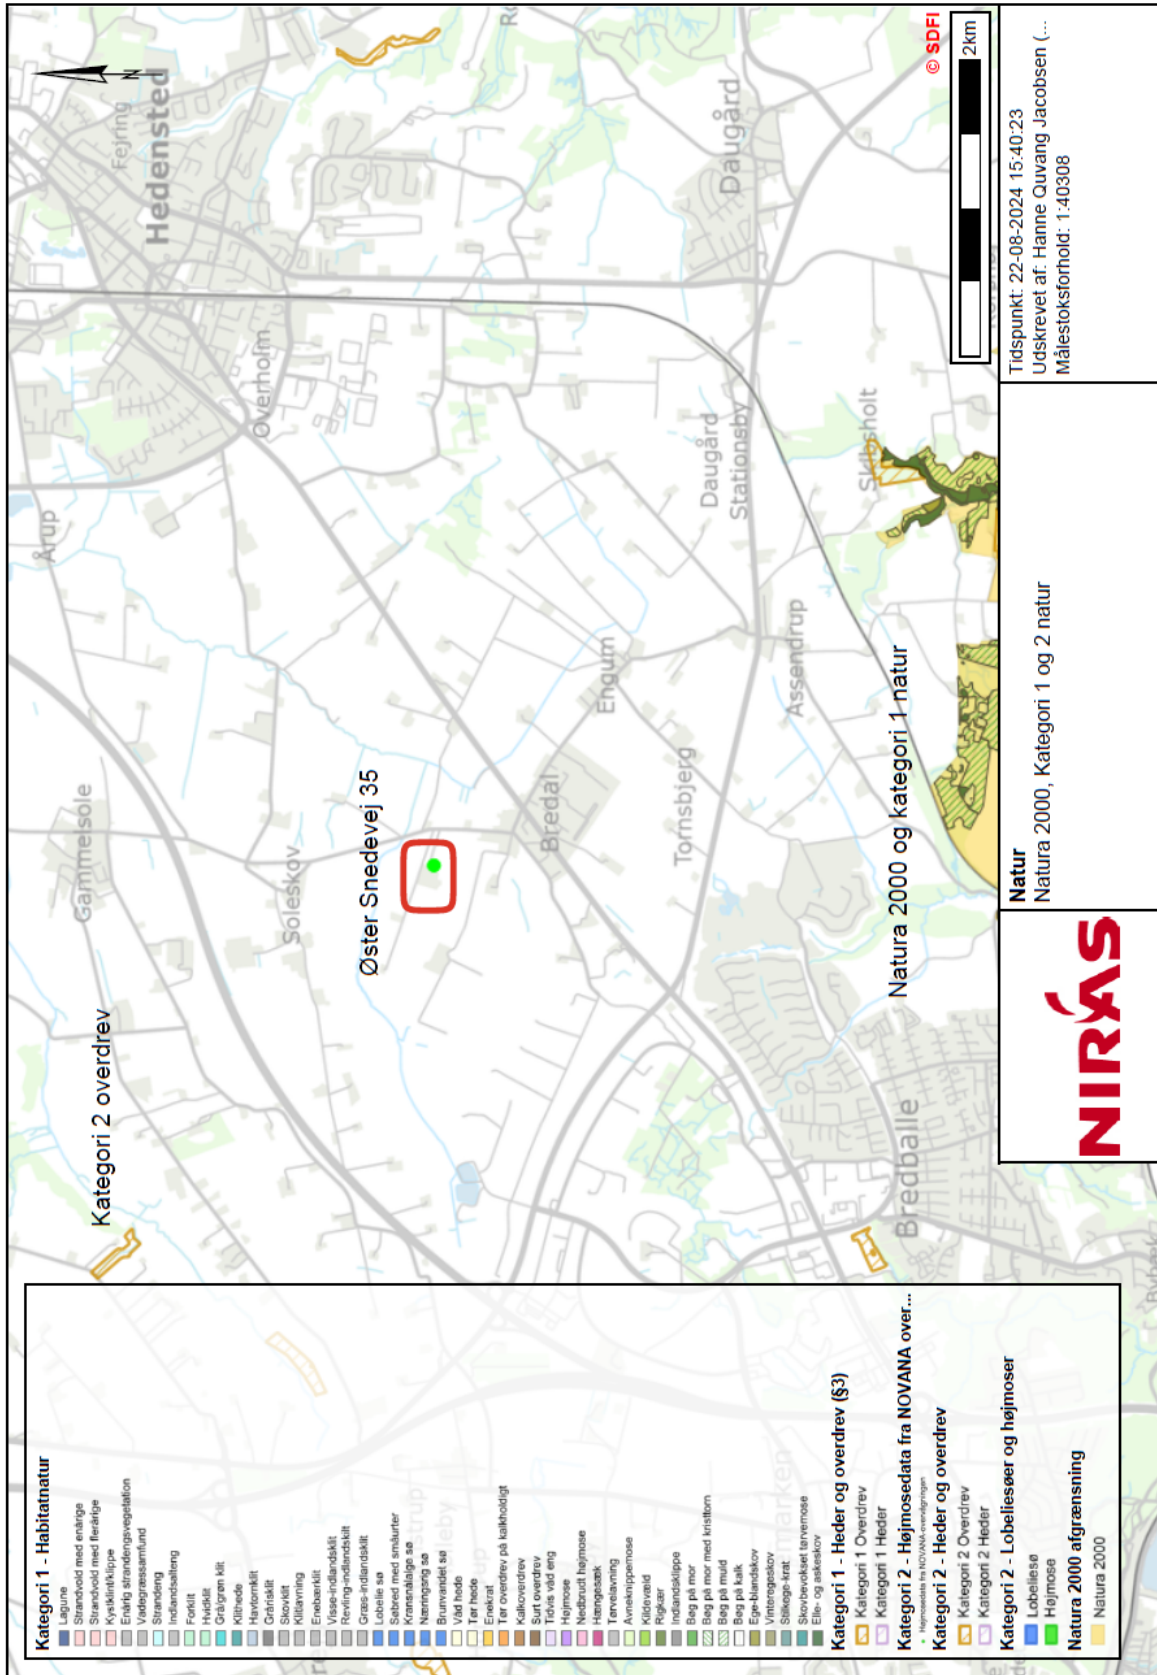 Kategori 1 - Habitatnatur
Lagune
Strandvold med enårige
Strandvold med flerårige
Kystklint/klippe
Enårig strandengsvegetation
Vadegræssamfund
Strandeng
Indlandssalteng
Forklit
Hvidklit
Grå/grøn klit
Klithede
Havtornklit
Grårisklit
Skovklit
Klitlavning
Enebærklit
Visse-indlandsklit
Revling-indlandsklit
Græs-indlandsklit
Lobelie sø
Søbred med småurter
Kransnålalge sø
Næringsrig sø
Brunvandet sø
Våd hede
Tør hede
Enekrat
Tør overdrev på kalkholdigt
Kalkoverdrev
Surt overdrev
Tidvis våd eng
Højmose
Nedbrudt højmose
Hængesæk
Tørvelavning
Avneknippemose
Kildevæld
Rigkær
Indlandsklippe
Bøg på mor
Bøg på mor med kristtorn
Bøg på muld
Bøg på kalk
Ege-blandskov
Vinteregeskov
Stilkege-krat
Skovbevokset tørvemose
Elle- og askeskov
Kategori 1 - Heder og overdrev (§3)
Kategori 1 Overdrev
Kategori 1 Heder
Kategori 2 - Højmosedata fra NOVANA over...
Højmosedata fra NOVANA-overvågningen
Kategori 2 - Heder og overdrev
Kategori 2 Overdrev
Kategori 2 Heder
Kategori 2 - Lobeliesøer og højmoser
Lobeliesø
Højmose
Natura 2000 afgrænsning
Natura 2000
Kategori 2 overdrev
Gammelsole
Årup
Fejring
Hedensted
N
Soleskov
Overholm
Øster Snedevej 35
Bredal
Engum
Tornsbjerg
Daugård
Stationsby
Daugård
Assendrup
Skibsholt
Bredballe
Natura 2000 og kategori 1 natur
© SDFI
2km
NIRAS
Natur
Natura 2000, Kategori 1 og 2 natur
Tidspunkt: 22-08-2024 15:40:23
Udskrevet af: Hanne Quvang Jacobsen (...
Målestoksforhold: 1:40308